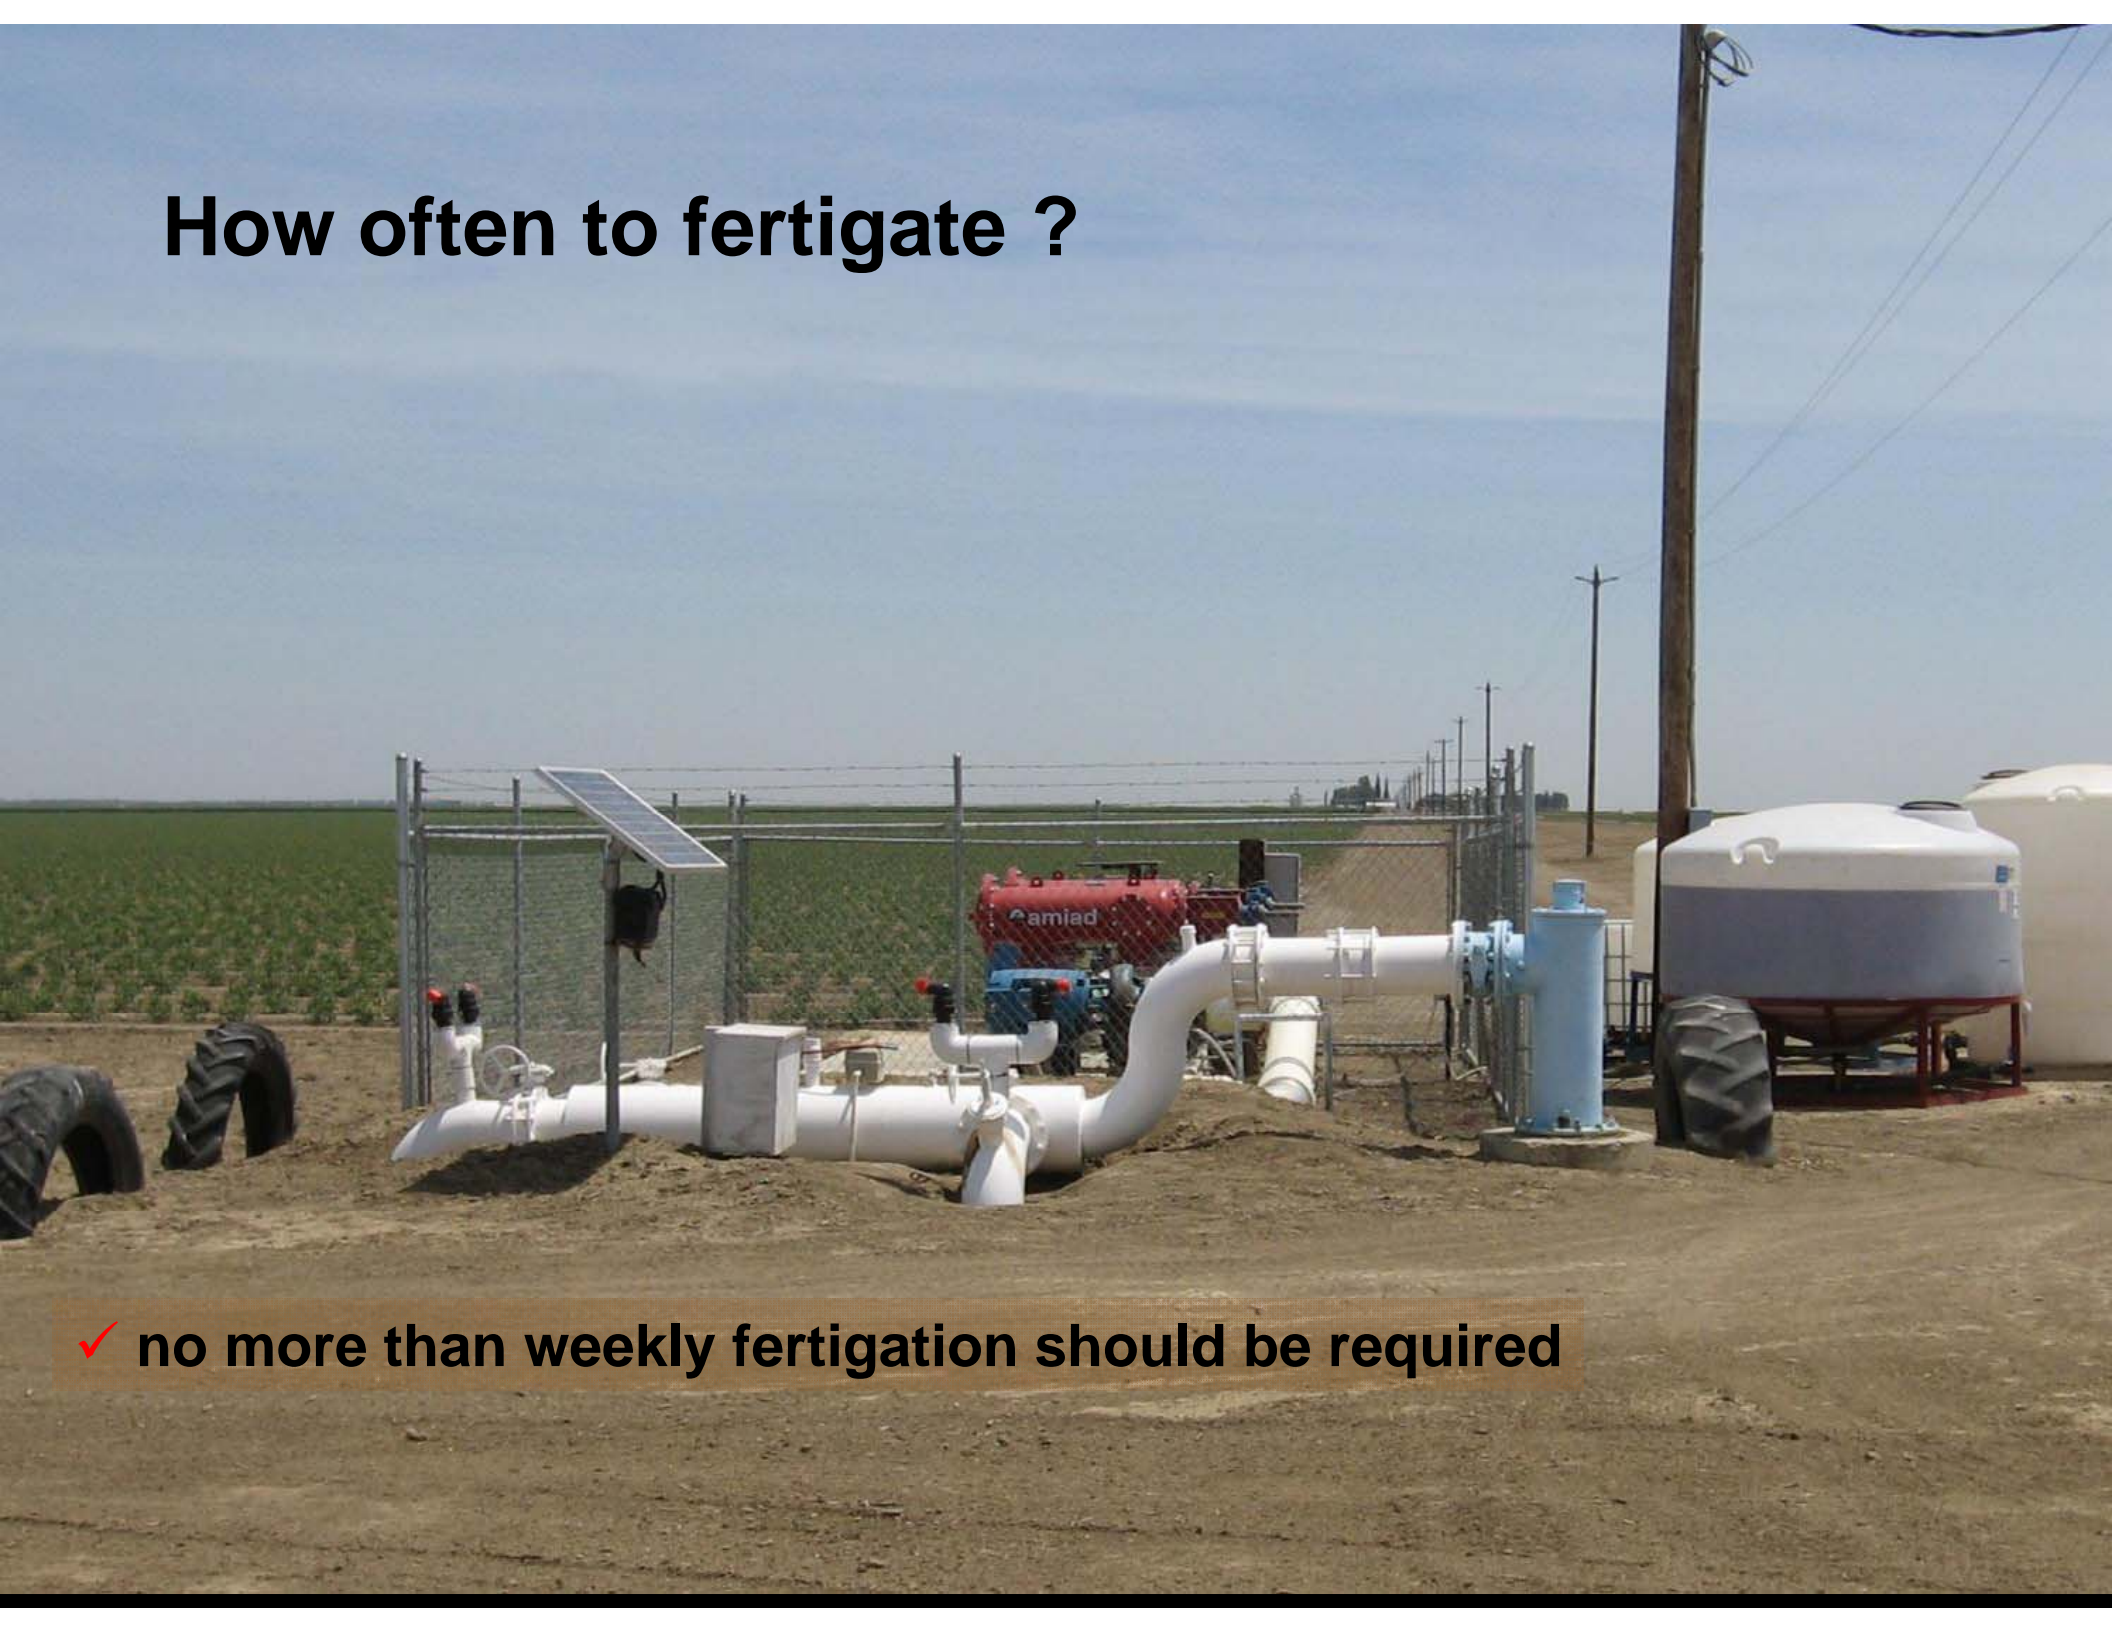 How often to fertigate ?
amiad
✓ no more than weekly fertigation should be required